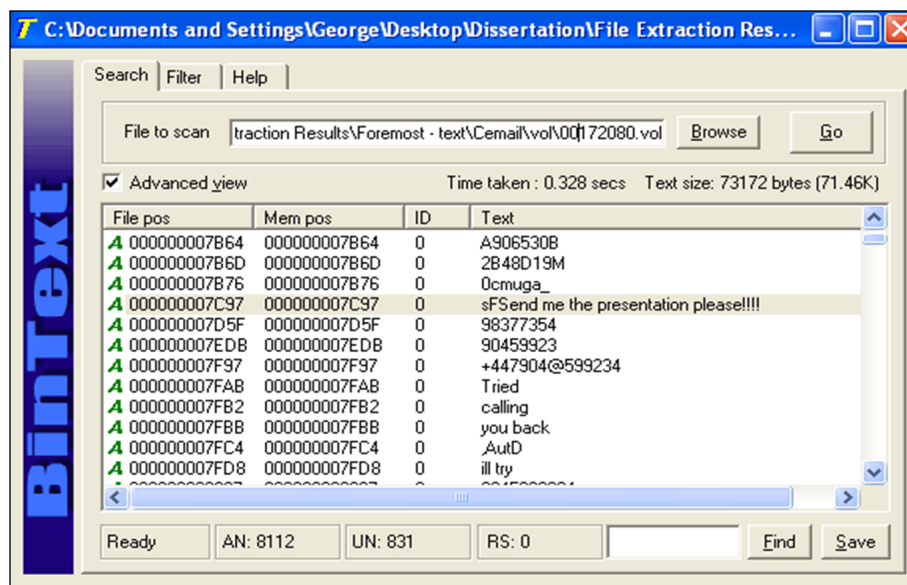 C:\Documents and Settings\George\Desktop\Dissertation\File Extraction Res...
Search Filter Help
File to scan traction Results\Foremost - text\Cemail\vol\00172080.vol Browse Go
Advanced view Time taken : 0.328 secs Text size: 73172 bytes (71.46K)
File pos Mem pos ID Text
A 000000007B64 000000007B64 0 A906530B
A 000000007B6D 000000007B6D 0 2B48D19M
A 000000007B76 000000007B76 0 0cmuga_
A 000000007C97 000000007C97 0 sFSend me the presentation please!!!!
A 000000007D5F 000000007D5F 0 98377354
A 000000007EDB 000000007EDB 0 90459923
A 000000007F97 000000007F97 0 +447904@599234
A 000000007FAB 000000007FAB 0 Tried
A 000000007FB2 000000007FB2 0 calling
A 000000007FBB 000000007FBB 0 you back
A 000000007FC4 000000007FC4 0 ,AutD
A 000000007FD8 000000007FD8 0 ill try
Ready AN: 8112 UN: 831 RS: 0 Find Save
BinText